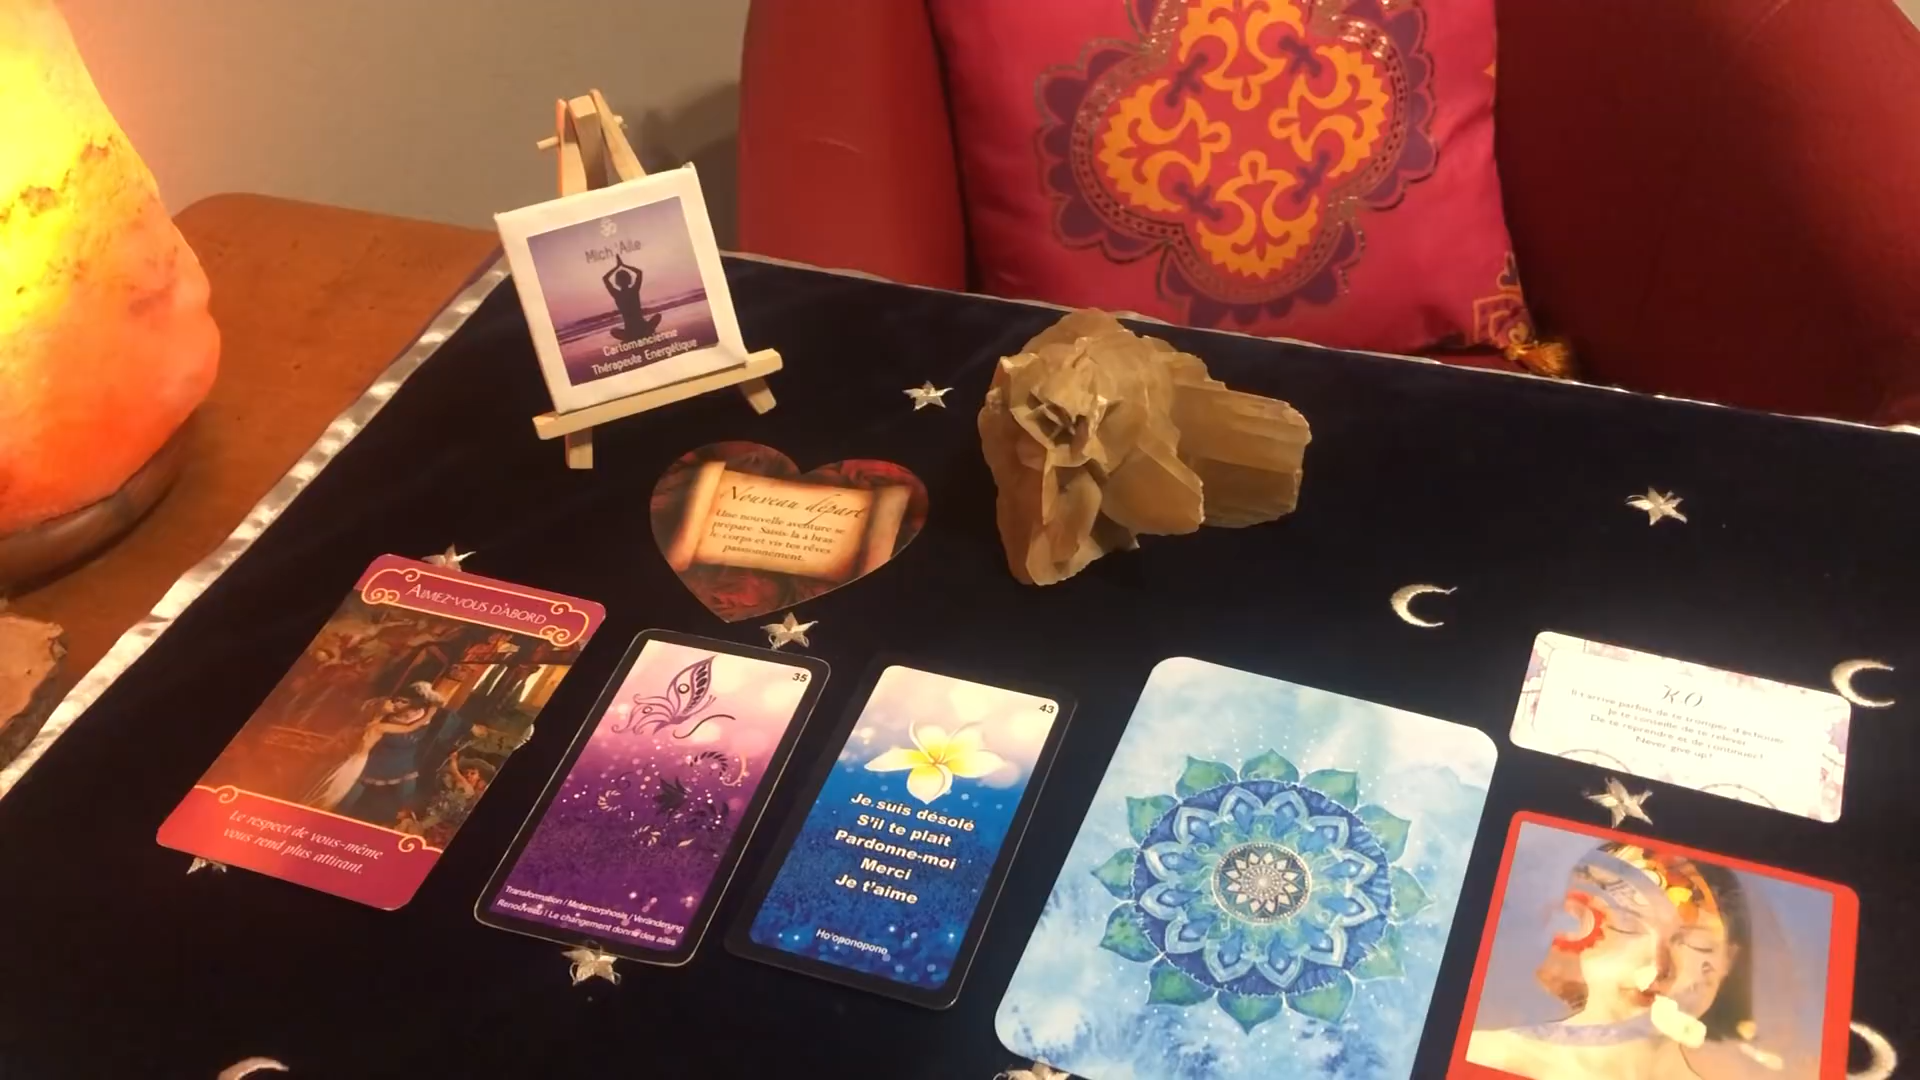 Mich'Aile
Cartomancienne
Thérapeute Energétique
Nouveau départ
Une nouvelle aventure se
prépare. Saisis-la à bras-
le-corps et vis tes rêves
passionnément.
AIMEZ-VOUS D'ABORD
Le respect de vous-même
vous rend plus attirant.
35
Transformation / Metamorphosis / Veränderung
Renouveau / Le changement donne des ailes
43
Je suis désolé
S'il te plait
Pardonne-moi
Merci
Je t'aime
Ho'oponopono
K.O
Il t'arrive parfois de te tromper, d'échouer.
Je te conseille de te relever.
De te reprendre et de continuer!
Never give up!